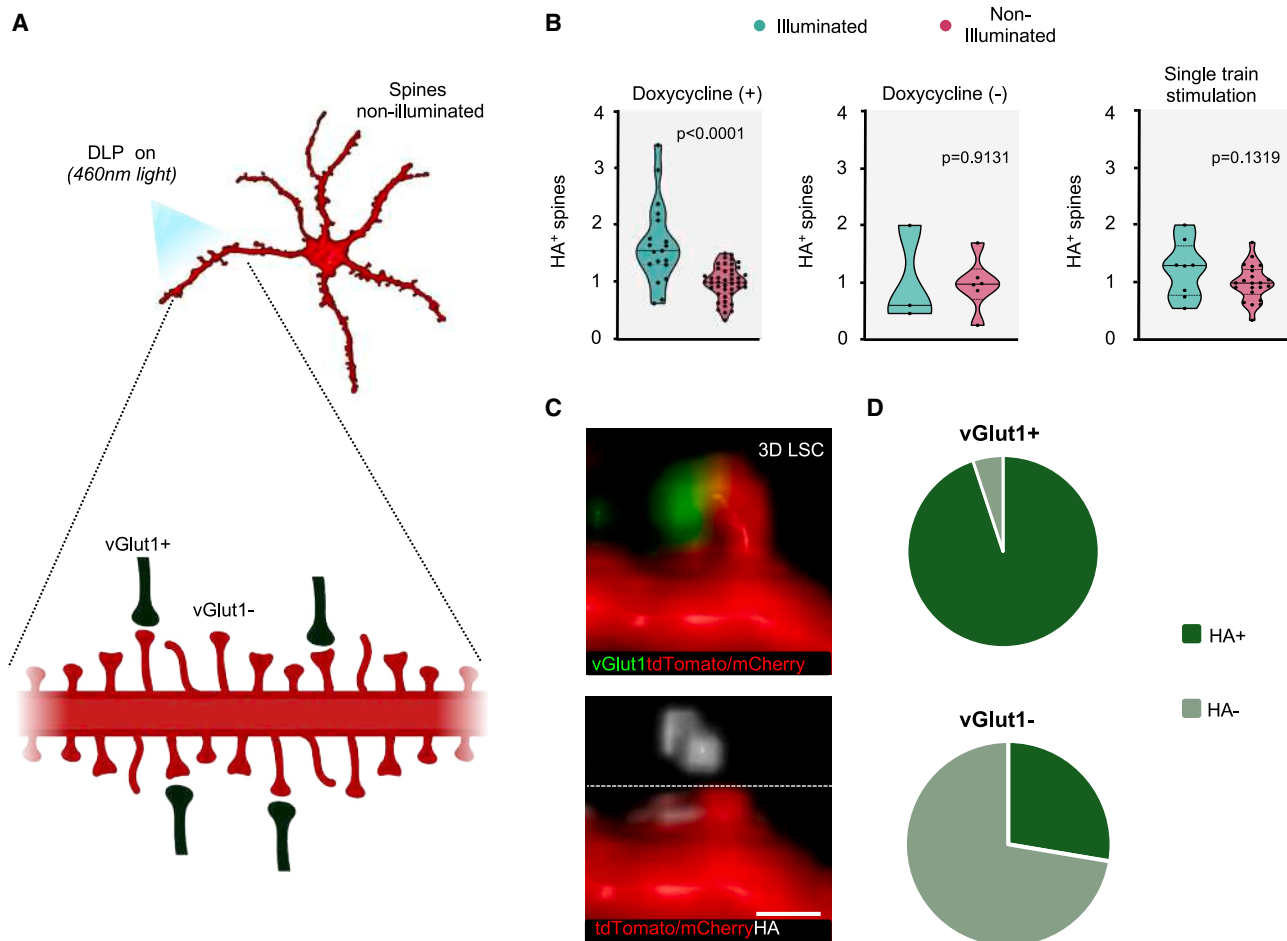 A
Spines
non-illuminated
DLP on
(460nm light)
vGlut1+
vGlut1-
B
Illuminated
Non-
Illuminated
Doxycycline (+)
HA+ spines
4
3
2
1
0
p<0.0001
Doxycycline (-)
HA+ spines
4
3
2
1
0
p=0.9131
Single train
stimulation
HA+ spines
4
3
2
1
0
p=0.1319
C
3D LSC
vGlut1tdTomato/mCherry
tdTomato/mCherryHA
D
vGlut1+
HA+
HA-
vGlut1-